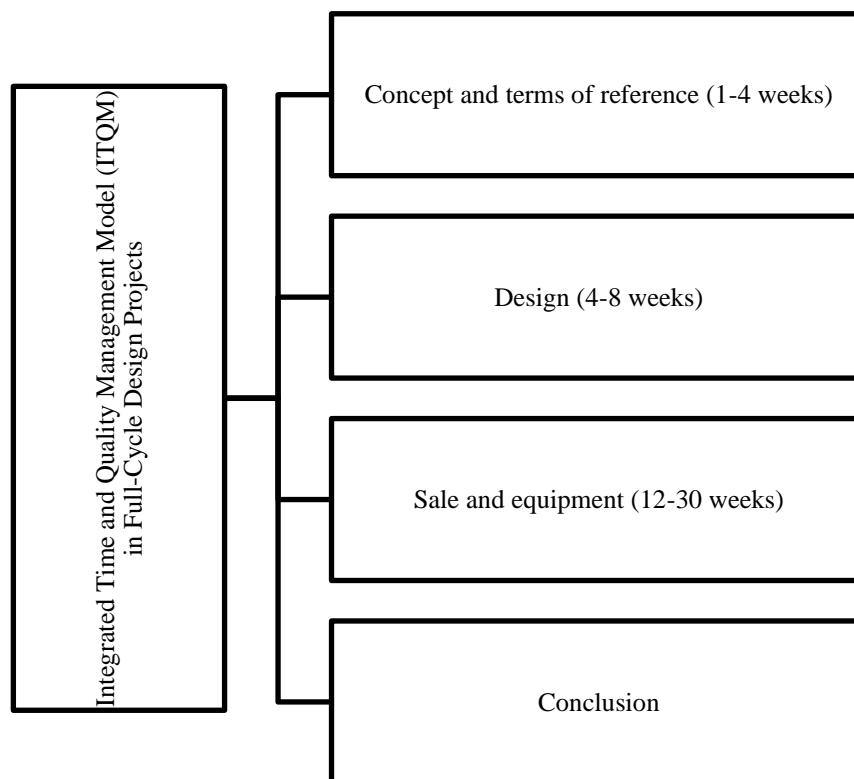 Integrated Time and Quality Management Model (ITQM)
in Full-Cycle Design Projects
Concept and terms of reference (1-4 weeks)
Design (4-8 weeks)
Sale and equipment (12-30 weeks)
Conclusion